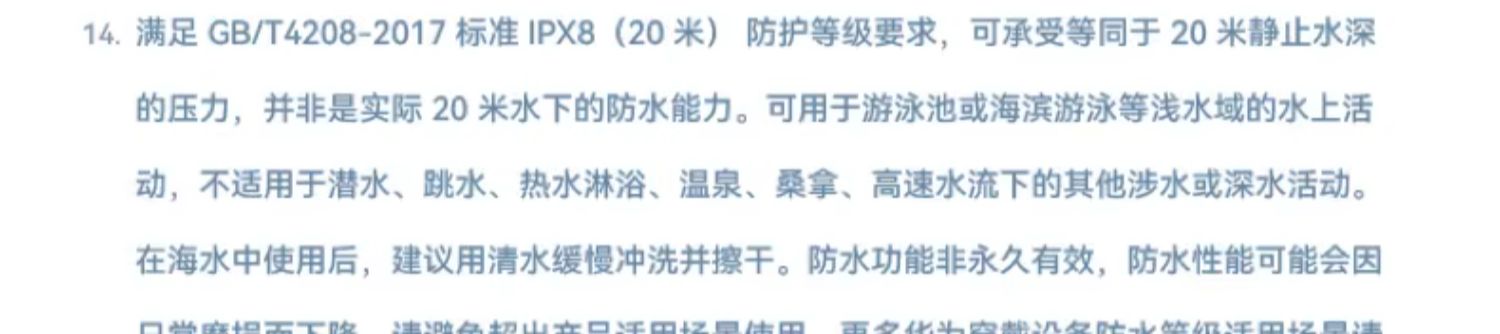 14. 满足 GB/T4208-2017 标准 IPX8（20 米） 防护等级要求，可承受等同于 20 米静止水深
的压力，并非是实际 20 米水下的防水能力。可用于游泳池或海滨游泳等浅水域的水上活
动，不适用于潜水、跳水、热水淋浴、温泉、桑拿、高速水流下的其他涉水或深水活动。
在海水中使用后，建议用清水缓慢冲洗并擦干。防水功能非永久有效，防水性能可能会因